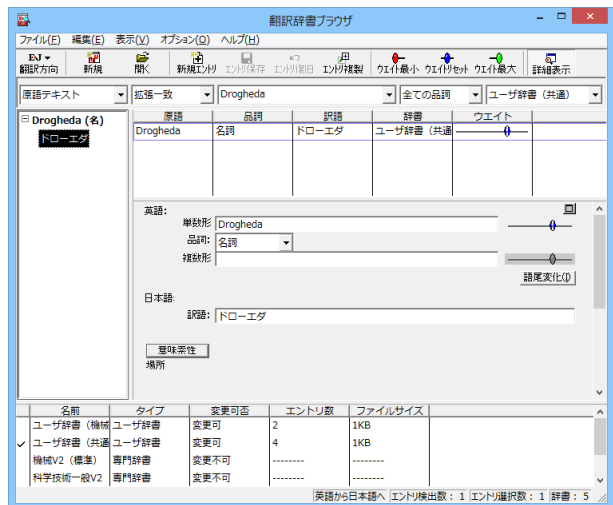 翻訳辞書ブラウザ
ファイル(F) 編集(E) 表示(V) オプション(O) ヘルプ(H)
EJ
翻訳方向 新規 開く 新規エントリ エントリ保存 エントリ復旧 エントリ複製 ウエイト最小 ウエイトリセット ウエイト最大 詳細表示
原語テキスト 拡張一致 Drogheda 全ての品詞 ユーザ辞書（共通）
Drogheda (名)
ドローエダ
原語 品詞 訳語 辞書 ウエイト
Drogheda 名詞 ドローエダ ユーザ辞書（共通
英語:
単数形 Drogheda
品詞: 名詞
複数形
語尾変化(I)
日本語:
訳語: ドローエダ
意味素性
場所
名前 タイプ 変更可否 エントリ数 ファイルサイズ
ユーザ辞書（機械 ユーザ辞書 変更可 2 1KB
ユーザ辞書（共通 ユーザ辞書 変更可 4 1KB
機械V2（標準） 専門辞書 変更不可 -------- --------
科学技術一般V2 専門辞書 変更不可 -------- --------
英語から日本語へ エントリ検出数： 1 エントリ選択数： 1 辞書： 5